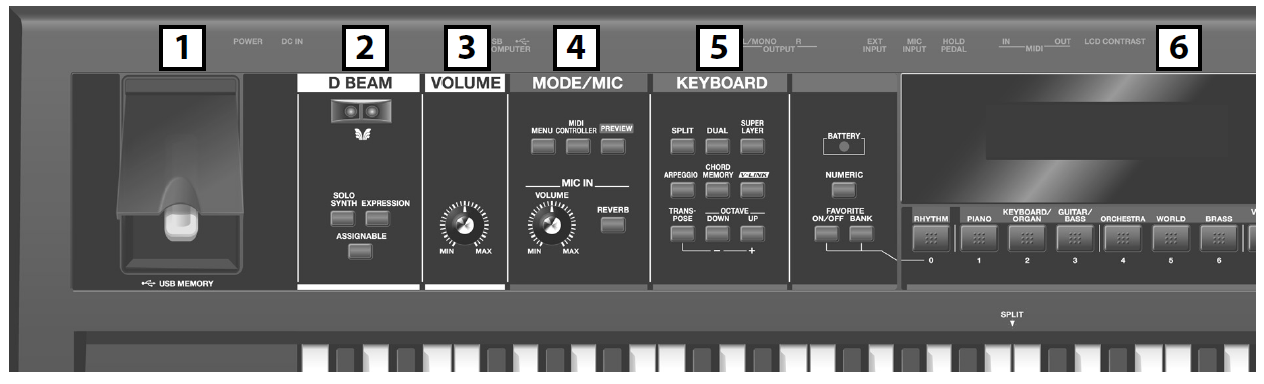 1
2
3
4
5
6
POWER DC IN
COMPUTER
L/MONO R
OUTPUT
EXT
INPUT
MIC
INPUT
HOLD
PEDAL
IN MIDI OUT
LCD CONTRAST
D BEAM
VOLUME
MODE/MIC
KEYBOARD
USB MEMORY
SOLO
SYNTH
EXPRESSION
ASSIGNABLE
MIN MAX
MENU
MIDI
CONTROLLER
PREVIEW
MIC IN
VOLUME
REVERB
MIN MAX
SPLIT
DUAL
SUPER
LAYER
ARPEGGIO
CHORD
MEMORY
V-LINK
TRANS-
POSE
OCTAVE
DOWN UP
− +
BATTERY
NUMERIC
FAVORITE
ON/OFF BANK
RHYTHM
PIANO
KEYBOARD/
ORGAN
GUITAR/
BASS
ORCHESTRA
WORLD
BRASS
0 1 2 3 4 5 6
SPLIT